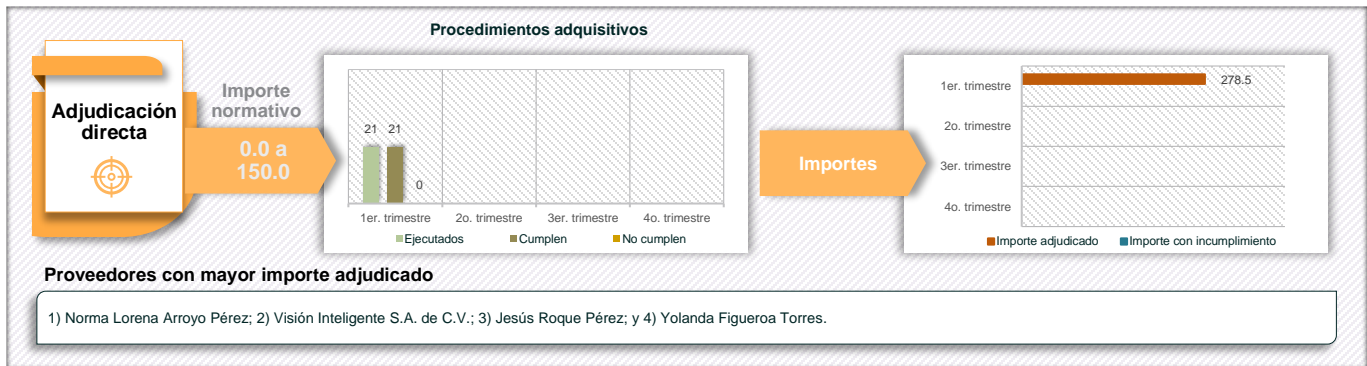 Procedimientos adquisitivos
Adjudicación
directa
Importe
normativo
0.0 a
150.0
21 21
0
1er. trimestre 2o. trimestre 3er. trimestre 4o. trimestre
Ejecutados Cumplen No cumplen
Importes
1er. trimestre 278.5
2o. trimestre
3er. trimestre
4o. trimestre
Importe adjudicado Importe con incumplimiento
Proveedores con mayor importe adjudicado
1) Norma Lorena Arroyo Pérez; 2) Visión Inteligente S.A. de C.V.; 3) Jesús Roque Pérez; y 4) Yolanda Figueroa Torres.